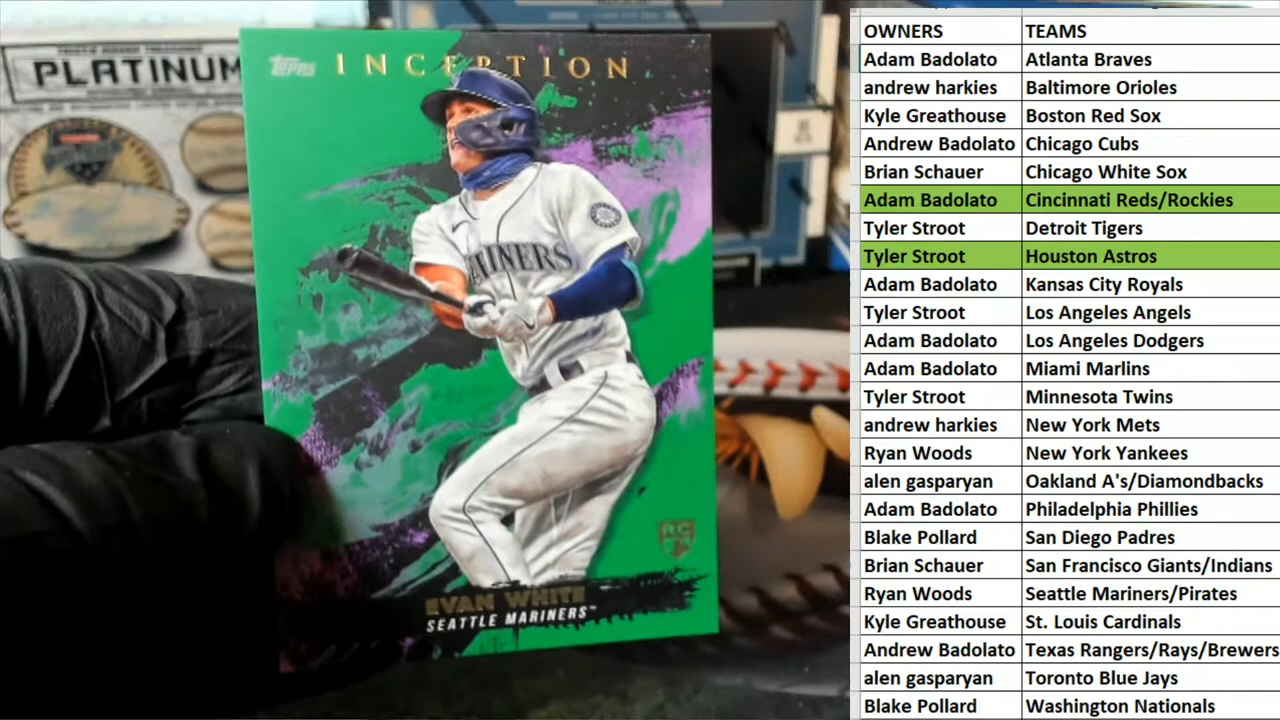 PLATINUM
TOPPS INCEPTION
MARINERS
EVAN WHITE
SEATTLE MARINERS™
RC
OWNERS TEAMS
Adam Badolato Atlanta Braves
andrew harkies Baltimore Orioles
Kyle Greathouse Boston Red Sox
Andrew Badolato Chicago Cubs
Brian Schauer Chicago White Sox
Adam Badolato Cincinnati Reds/Rockies
Tyler Stroot Detroit Tigers
Tyler Stroot Houston Astros
Adam Badolato Kansas City Royals
Tyler Stroot Los Angeles Angels
Adam Badolato Los Angeles Dodgers
Adam Badolato Miami Marlins
Tyler Stroot Minnesota Twins
andrew harkies New York Mets
Ryan Woods New York Yankees
alen gasparyan Oakland A's/Diamondbacks
Adam Badolato Philadelphia Phillies
Blake Pollard San Diego Padres
Brian Schauer San Francisco Giants/Indians
Ryan Woods Seattle Mariners/Pirates
Kyle Greathouse St. Louis Cardinals
Andrew Badolato Texas Rangers/Rays/Brewers
alen gasparyan Toronto Blue Jays
Blake Pollard Washington Nationals